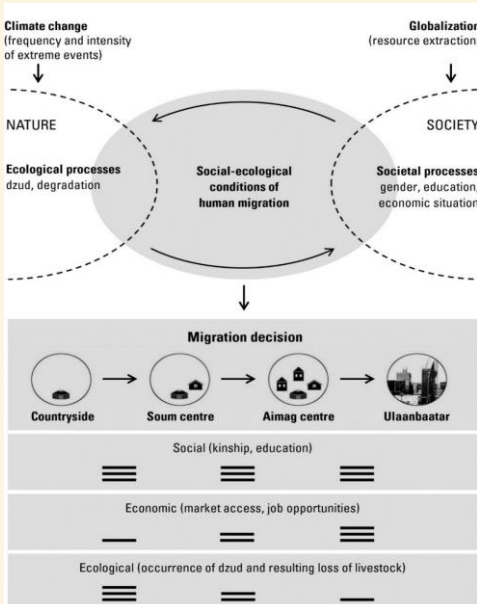 Climate change
(frequency and intensity
of extreme events)
Globalization
(resource extraction
NATURE
SOCIETY
Ecological processes
dzud, degradation
Social-ecological
conditions of
human migration
Societal processes
gender, education,
economic situation
Migration decision
Countryside
Soum centre
Aimag centre
Ulaanbaatar
Social (kinship, education)
Economic (market access, job opportunities)
Ecological (occurrence of dzud and resulting loss of livestock)